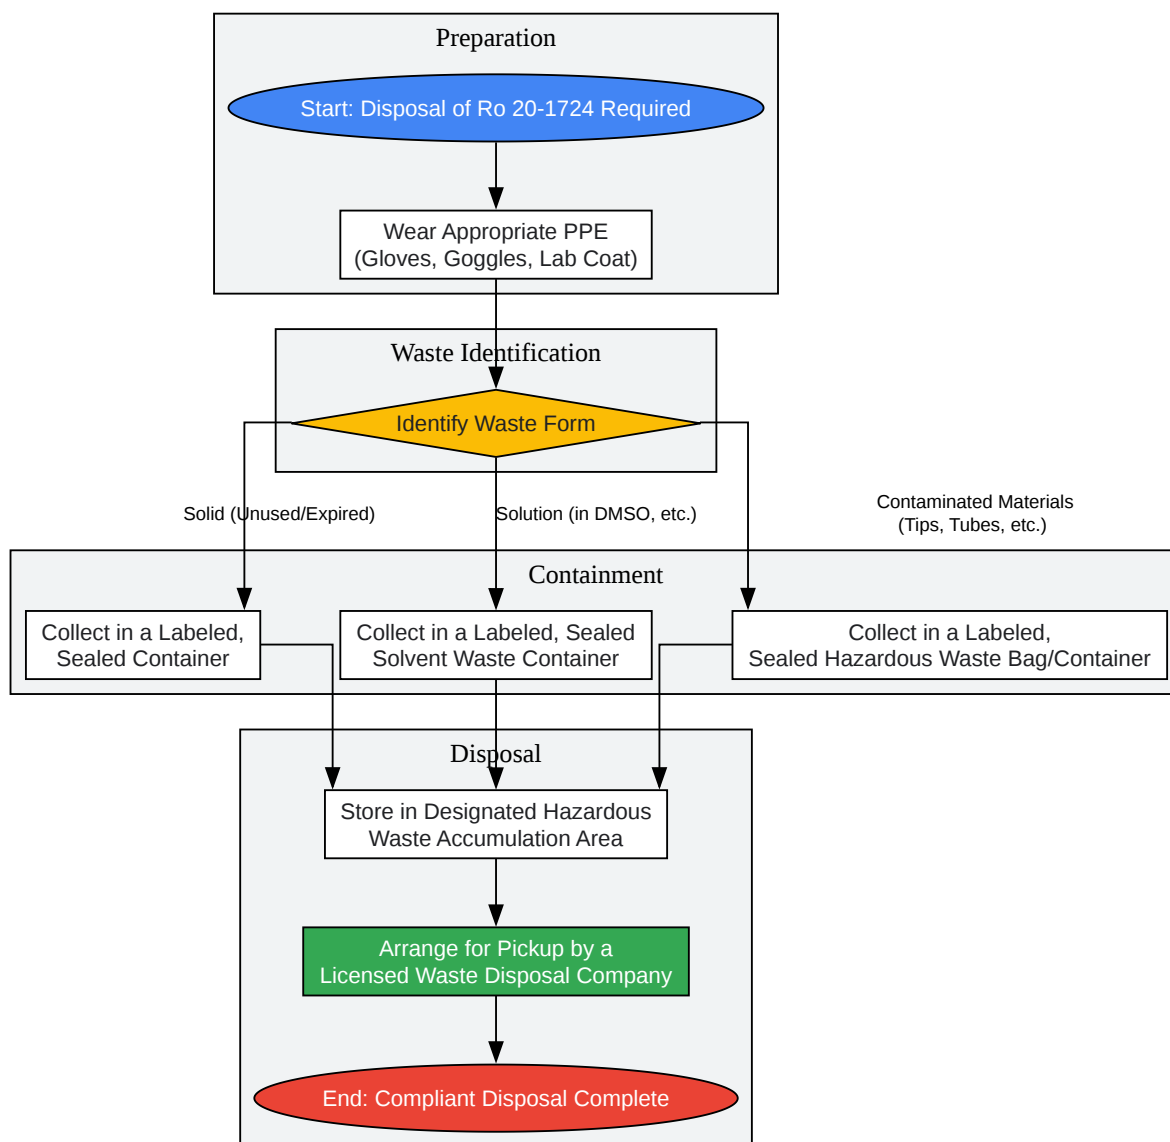 Preparation
Start: Disposal of Ro 20-1724 Required
Wear Appropriate PPE
(Gloves, Goggles, Lab Coat)
Waste Identification
Identify Waste Form
Solid (Unused/Expired)
Solution (in DMSO, etc.)
Contaminated Materials
(Tips, Tubes, etc.)
Containment
Collect in a Labeled,
Sealed Container
Collect in a Labeled, Sealed
Solvent Waste Container
Collect in a Labeled,
Sealed Hazardous Waste Bag/Container
Disposal
Store in Designated Hazardous
Waste Accumulation Area
Arrange for Pickup by a
Licensed Waste Disposal Company
End: Compliant Disposal Complete